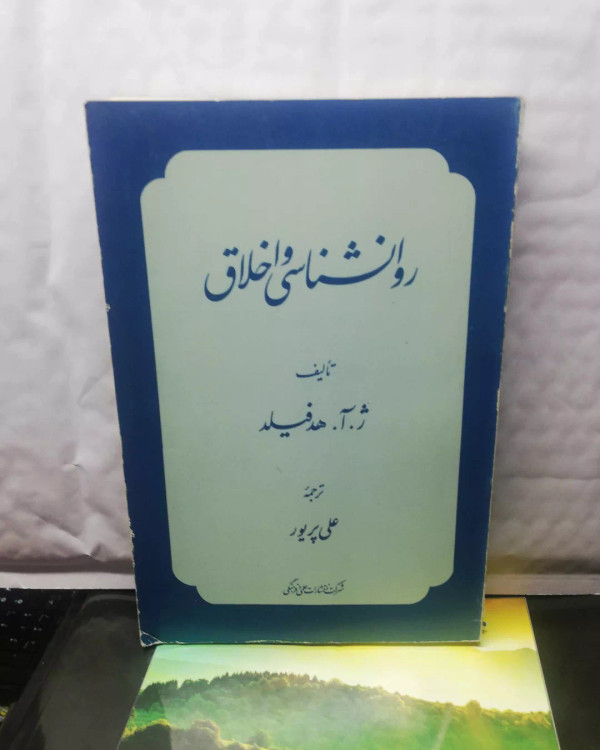 روانشناسی و اخلاق
تألیف
ژ. آ. هدفیلد
ترجمهٔ
علی پریور
شرکت انتشارات علمی و فرهنگی